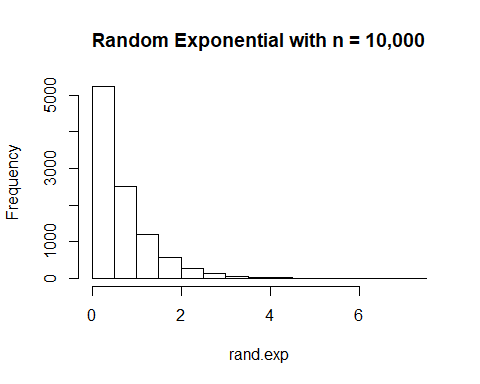 Random Exponential with n = 10,000
Frequency
5000
3000
1000
0
0 2 4 6
rand.exp